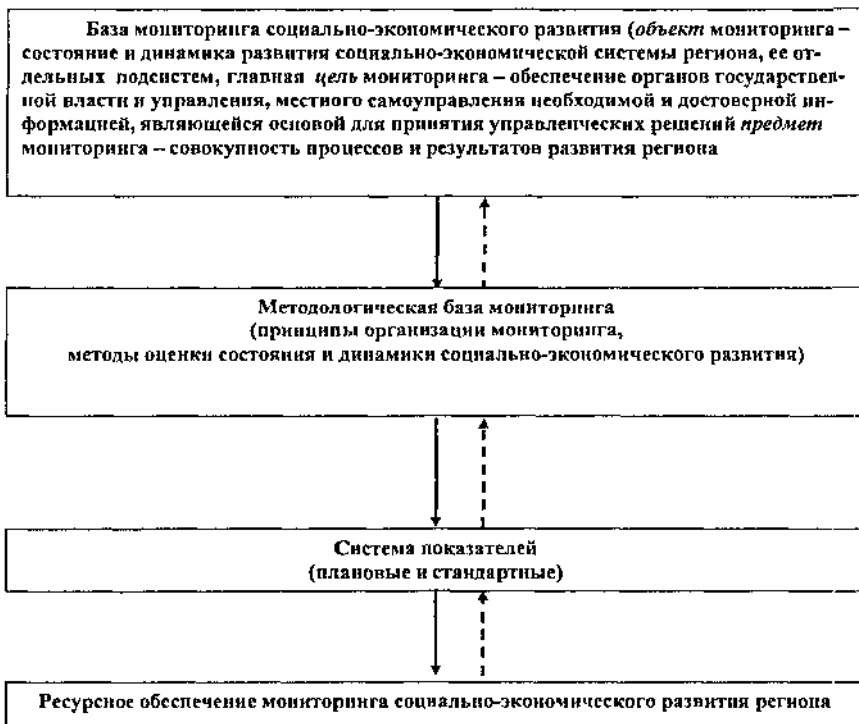 База мониторинга социально-экономического развития (объект мониторинга –
состояние и динамика развития социально-экономической системы региона, ее от-
дельных подсистем, главная цель мониторинга – обеспечение органов государствен-
ной власти и управления, местного самоуправления необходимой и достоверной ин-
формацией, являющейся основой для принятия управленческих решений предмет
мониторинга – совокупность процессов и результатов развития региона
Методологическая база мониторинга
(принципы организации мониторинга,
методы оценки состояния и динамики социально-экономического развития)
Система показателей
(плановые и стандартные)
Ресурсное обеспечение мониторинга социально-экономического развития региона